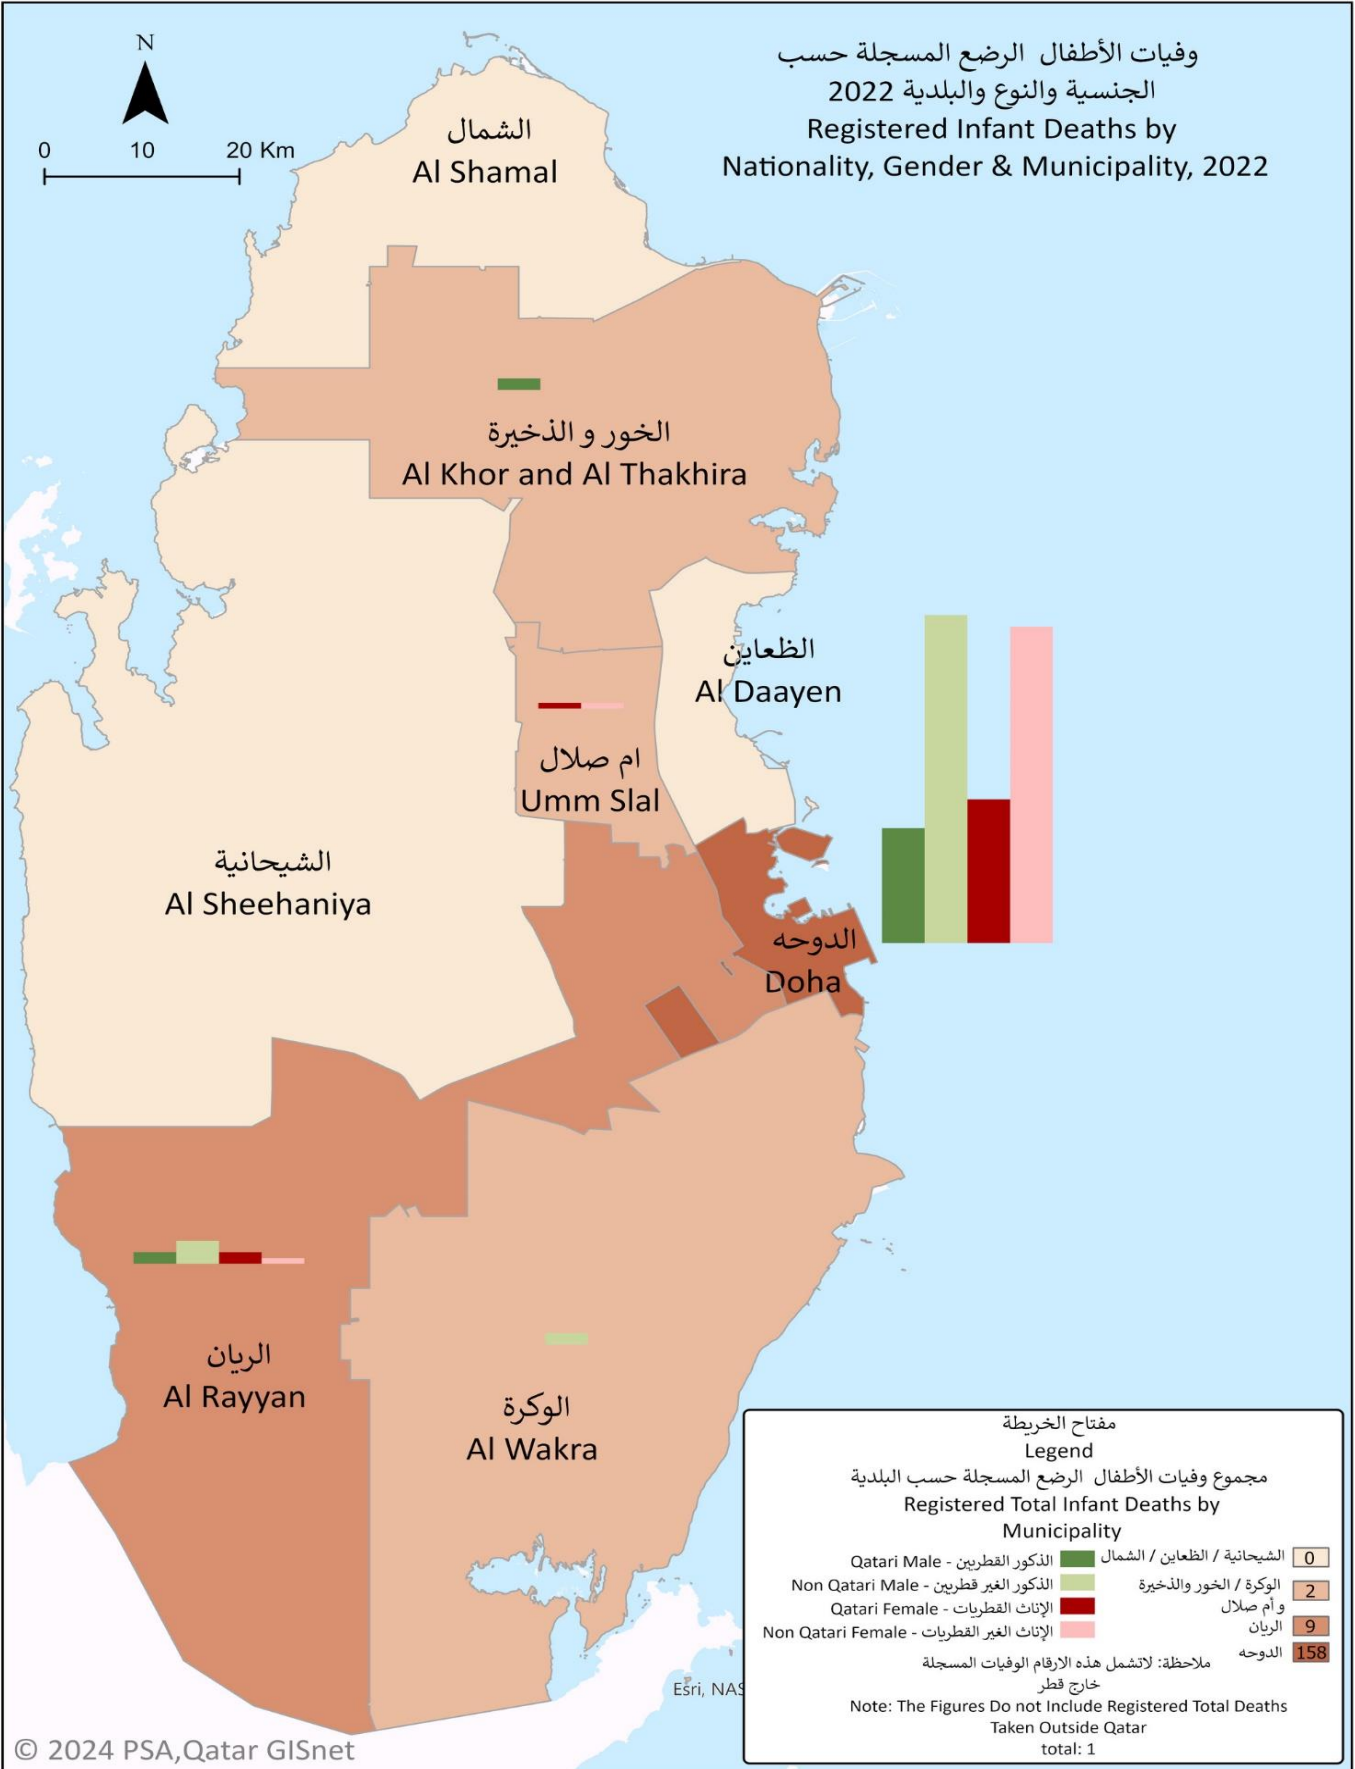 وفيات الأطفال الرضع المسجلة حسب
الجنسية والنوع والبلدية 2022
Registered Infant Deaths by
Nationality, Gender & Municipality, 2022
N
0 10 20 Km
الشمال
Al Shamal
الخور و الذخيرة
Al Khor and Al Thakhira
الظعاين
Al Daayen
ام صلال
Umm Slal
الشيحانية
Al Sheehaniya
الدوحه
Doha
الريان
Al Rayyan
الوكرة
Al Wakra
مفتاح الخريطة
Legend
مجموع وفيات الأطفال الرضع المسجلة حسب البلدية
Registered Total Infant Deaths by
Municipality
Qatari Male - الذكور القطريين
Non Qatari Male - الذكور الغير قطريين
Qatari Female - الإناث القطريات
Non Qatari Female - الإناث الغير القطريات
0 الشيحانية / الظعاين / الشمال
2 الوكرة / الخور والذخيرة
و أم صلال
9 الريان
158 الدوحه
ملاحظة: لاتشمل هذه الارقام الوفيات المسجلة
خارج قطر
Note: The Figures Do not Include Registered Total Deaths
Taken Outside Qatar
total: 1
Esri, NAS
© 2024 PSA,Qatar GISnet